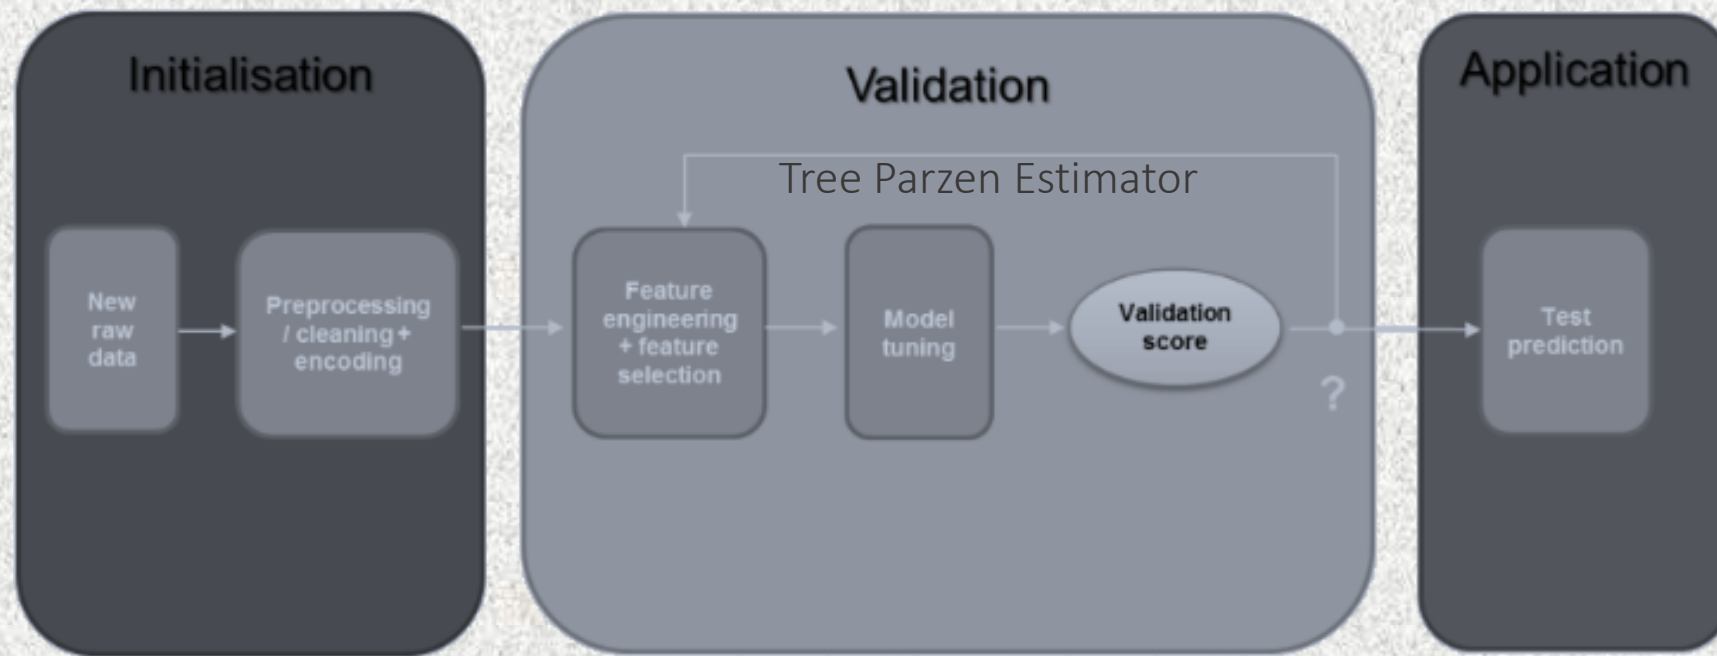 Initialisation
New
raw
data
Preprocessing
/ cleaning +
encoding
Validation
Tree Parzen Estimator
Feature
engineering
+ feature
selection
Model
tuning
Validation
score
?
Application
Test
prediction